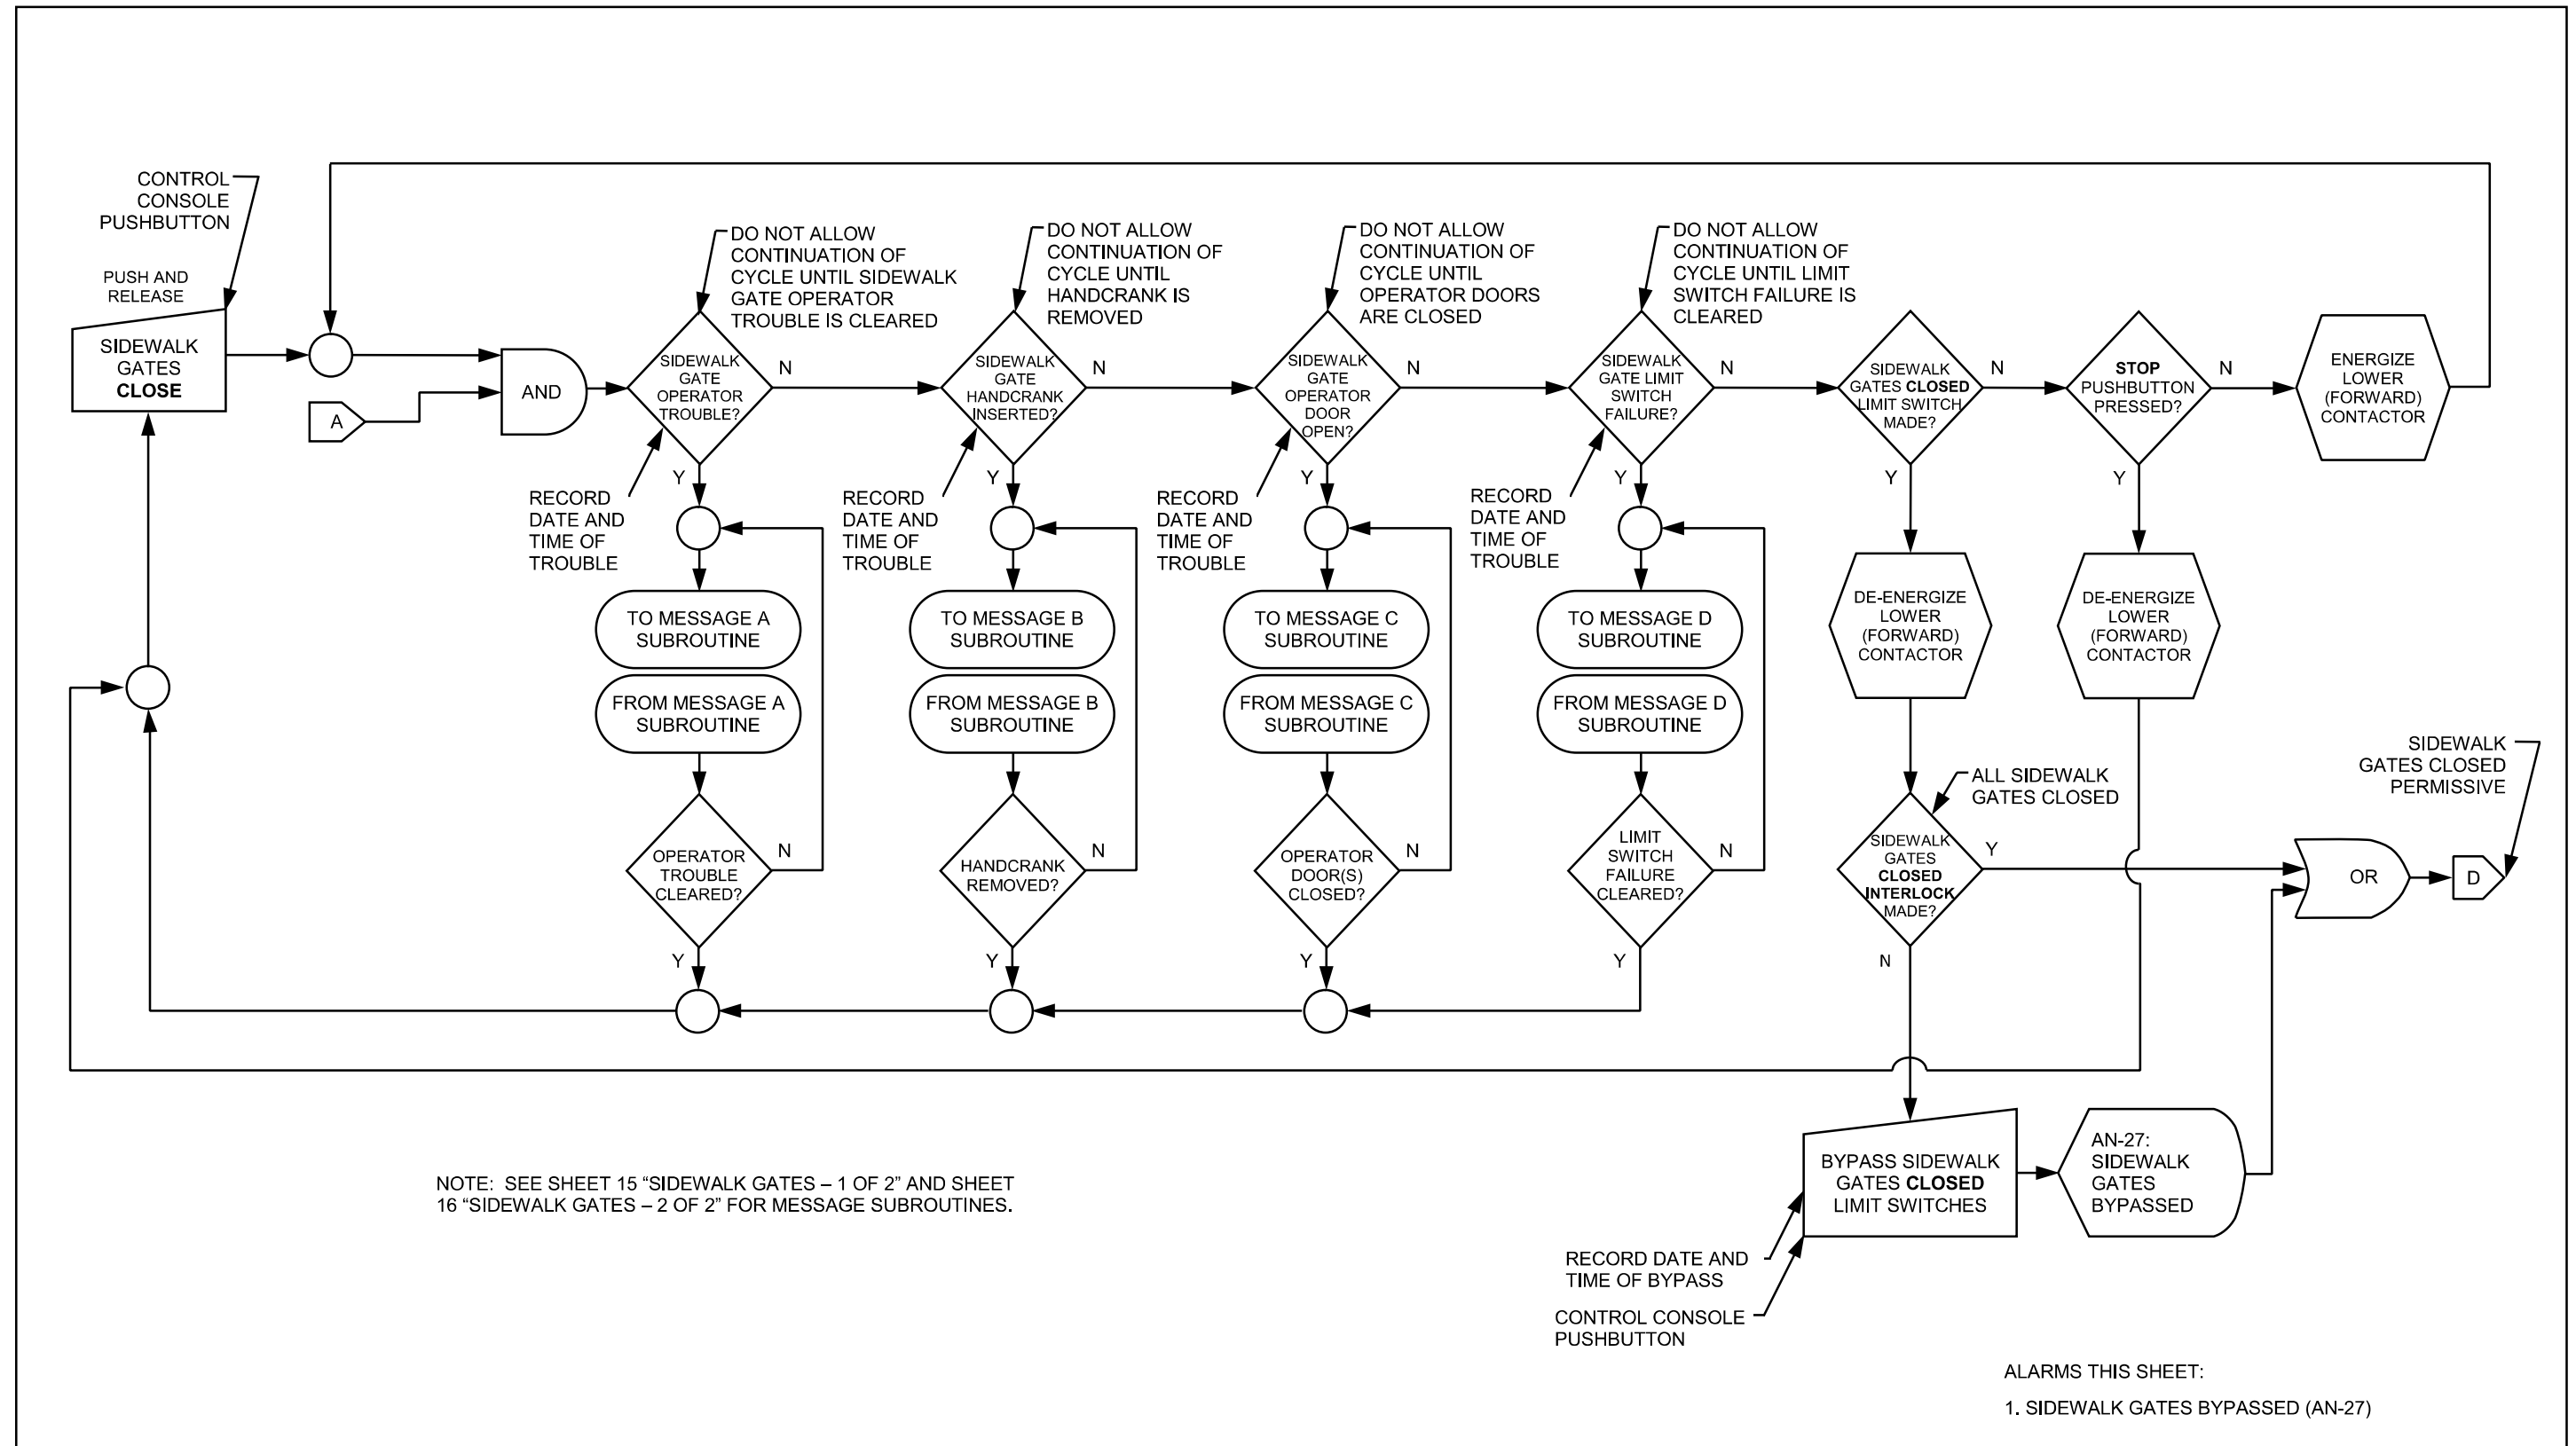 CONTROL
CONSOLE
PUSHBUTTON
PUSH AND
RELEASE
SIDEWALK
GATES
CLOSE
A
AND
DO NOT ALLOW
CONTINUATION OF
CYCLE UNTIL SIDEWALK
GATE OPERATOR
TROUBLE IS CLEARED
SIDEWALK
GATE
OPERATOR
TROUBLE?
N
Y
RECORD
DATE AND
TIME OF
TROUBLE
TO MESSAGE A
SUBROUTINE
FROM MESSAGE A
SUBROUTINE
OPERATOR
TROUBLE
CLEARED?
N
Y
DO NOT ALLOW
CONTINUATION OF
CYCLE UNTIL
HANDCRANK IS
REMOVED
SIDEWALK
GATE
HANDCRANK
INSERTED?
N
Y
RECORD
DATE AND
TIME OF
TROUBLE
TO MESSAGE B
SUBROUTINE
FROM MESSAGE B
SUBROUTINE
HANDCRANK
REMOVED?
N
Y
DO NOT ALLOW
CONTINUATION OF
CYCLE UNTIL
OPERATOR DOORS
ARE CLOSED
SIDEWALK
GATE
OPERATOR
DOOR
OPEN?
N
Y
RECORD
DATE AND
TIME OF
TROUBLE
TO MESSAGE C
SUBROUTINE
FROM MESSAGE C
SUBROUTINE
OPERATOR
DOOR(S)
CLOSED?
N
Y
DO NOT ALLOW
CONTINUATION OF
CYCLE UNTIL LIMIT
SWITCH FAILURE IS
CLEARED
SIDEWALK
GATE LIMIT
SWITCH
FAILURE?
N
Y
RECORD
DATE AND
TIME OF
TROUBLE
TO MESSAGE D
SUBROUTINE
FROM MESSAGE D
SUBROUTINE
LIMIT
SWITCH
FAILURE
CLEARED?
N
Y
SIDEWALK
GATES CLOSED
LIMIT SWITCH
MADE?
N
Y
DE-ENERGIZE
LOWER
(FORWARD)
CONTACTOR
ALL SIDEWALK
GATES CLOSED
SIDEWALK
GATES
CLOSED
INTERLOCK
MADE?
Y
N
STOP
PUSHBUTTON
PRESSED?
N
Y
DE-ENERGIZE
LOWER
(FORWARD)
CONTACTOR
ENERGIZE
LOWER
(FORWARD)
CONTACTOR
SIDEWALK
GATES CLOSED
PERMISSIVE
OR
D
BYPASS SIDEWALK
GATES CLOSED
LIMIT SWITCHES
AN-27:
SIDEWALK
GATES
BYPASSED
RECORD DATE AND
TIME OF BYPASS
CONTROL CONSOLE
PUSHBUTTON
NOTE: SEE SHEET 15 “SIDEWALK GATES – 1 OF 2” AND SHEET
16 “SIDEWALK GATES – 2 OF 2” FOR MESSAGE SUBROUTINES.
ALARMS THIS SHEET:
1. SIDEWALK GATES BYPASSED (AN-27)